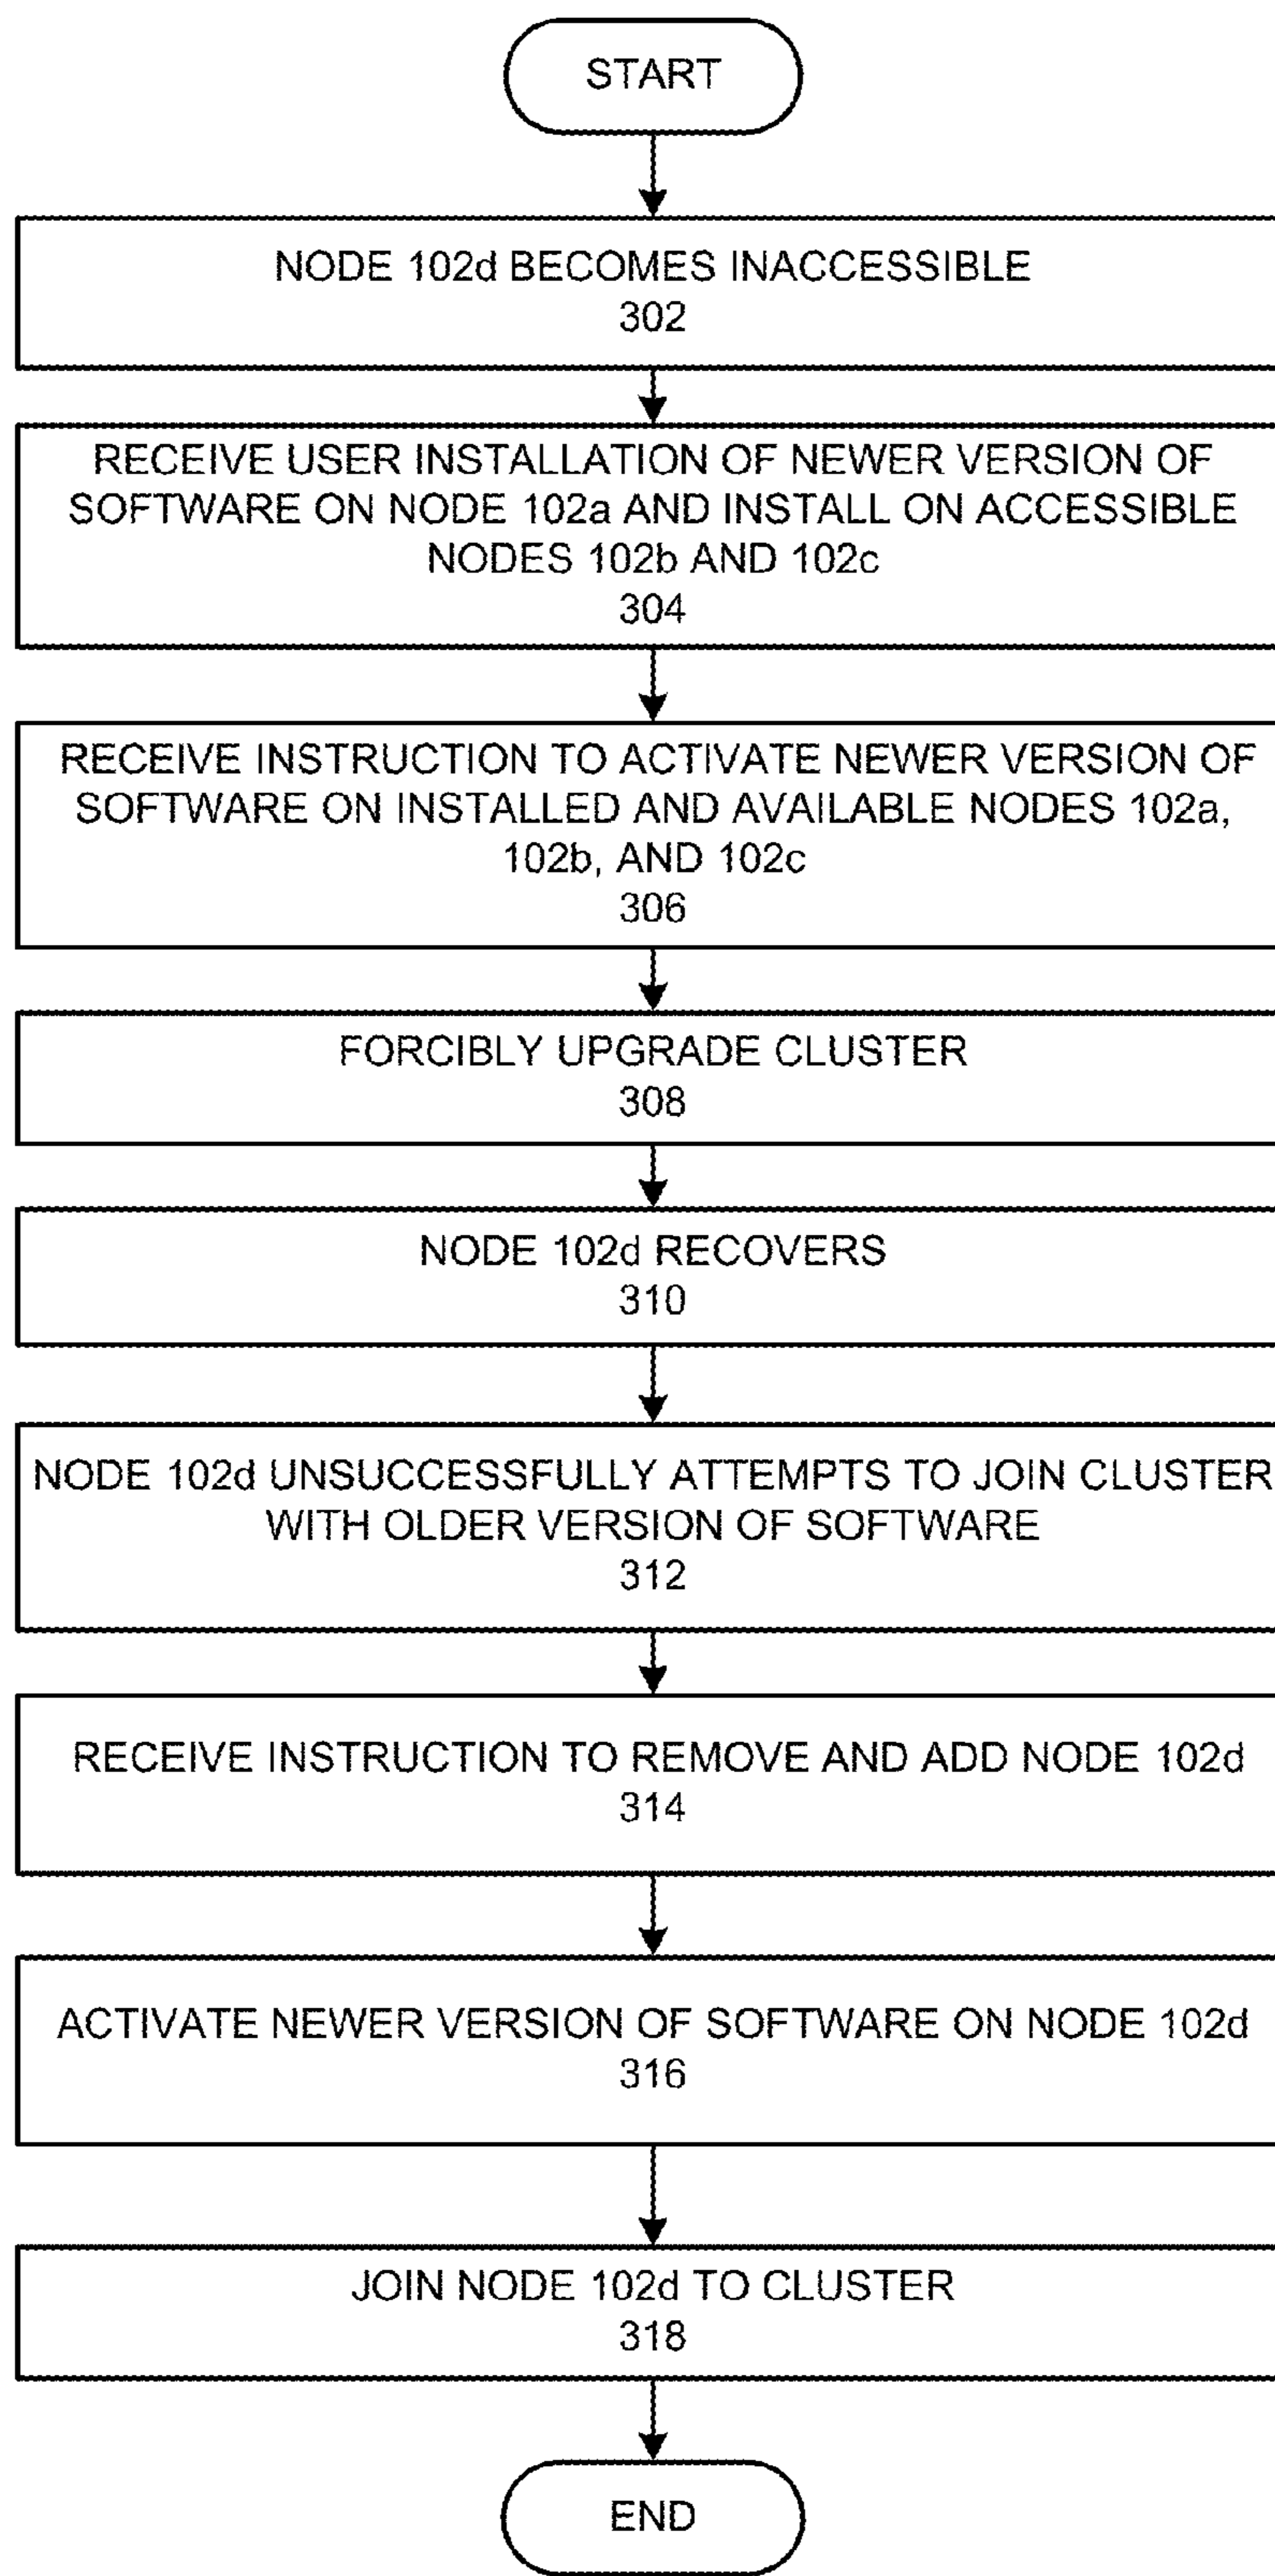 START
NODE 102d BECOMES INACCESSIBLE
302
RECEIVE USER INSTALLATION OF NEWER VERSION OF
SOFTWARE ON NODE 102a AND INSTALL ON ACCESSIBLE
NODES 102b AND 102c
304
RECEIVE INSTRUCTION TO ACTIVATE NEWER VERSION OF
SOFTWARE ON INSTALLED AND AVAILABLE NODES 102a,
102b, AND 102c
306
FORCIBLY UPGRADE CLUSTER
308
NODE 102d RECOVERS
310
NODE 102d UNSUCCESSFULLY ATTEMPTS TO JOIN CLUSTER
WITH OLDER VERSION OF SOFTWARE
312
RECEIVE INSTRUCTION TO REMOVE AND ADD NODE 102d
314
ACTIVATE NEWER VERSION OF SOFTWARE ON NODE 102d
316
JOIN NODE 102d TO CLUSTER
318
END